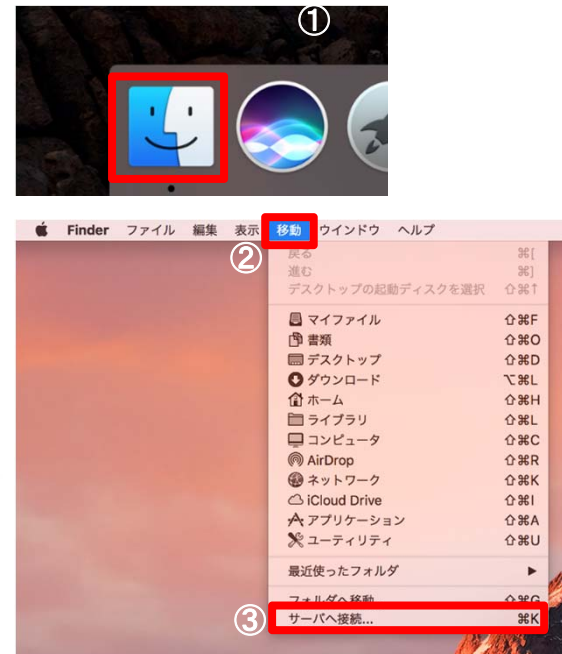 ①
Finder ファイル 編集 表示 移動 ウインドウ ヘルプ
②
戻る ⌘[
進む ⌘]
デスクトップの起動ディスクを選択 ⇧⌘↑
マイファイル ⇧⌘F
書類 ⇧⌘O
デスクトップ ⇧⌘D
ダウンロード ⌥⌘L
ホーム ⇧⌘H
ライブラリ ⇧⌘L
コンピュータ ⇧⌘C
AirDrop ⇧⌘R
ネットワーク ⇧⌘K
iCloud Drive ⇧⌘I
アプリケーション ⇧⌘A
ユーティリティ ⇧⌘U
最近使ったフォルダ ▶
フォルダへ移動 ⇧⌘G
③
サーバへ接続... ⌘K